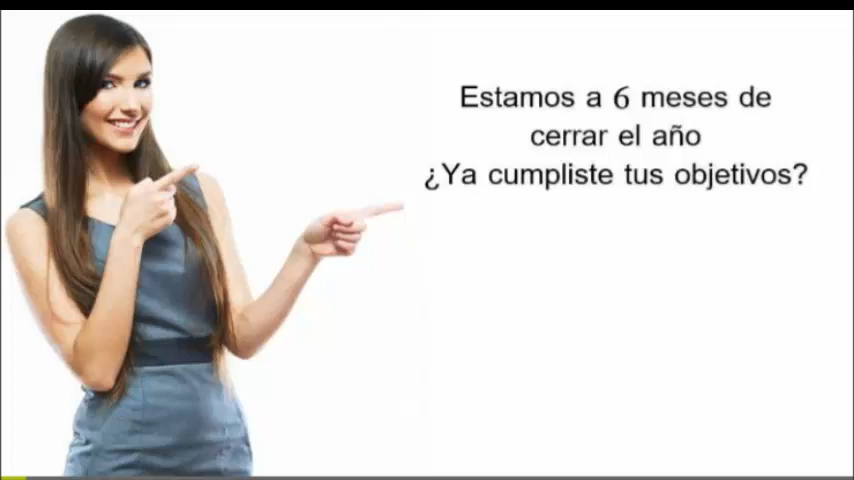 Estamos a 6 meses de
cerrar el año
¿Ya cumpliste tus objetivos?